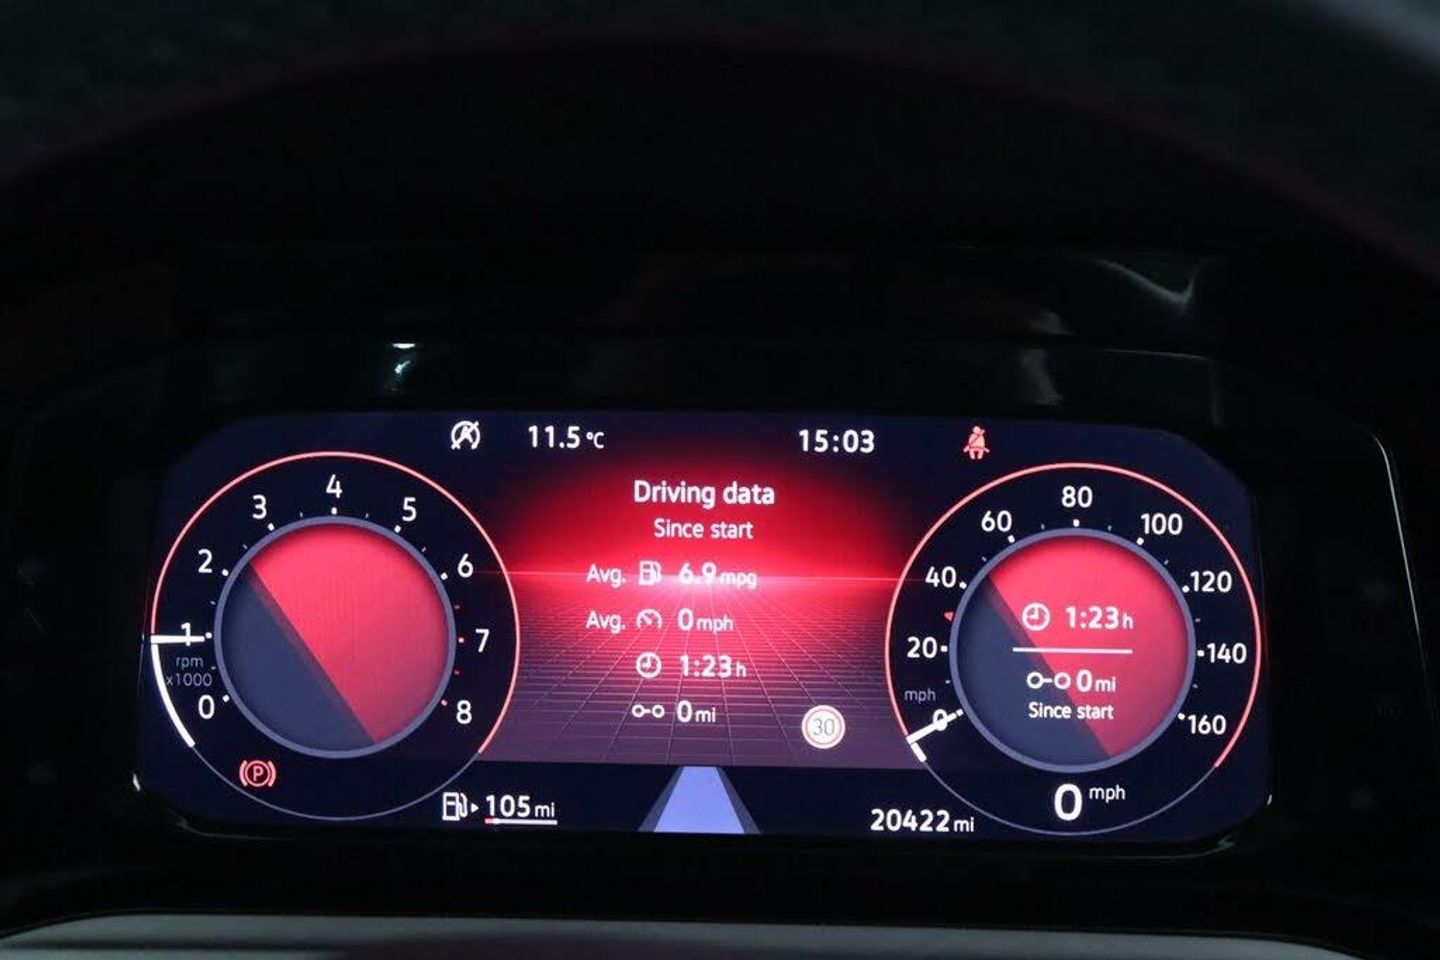 11.5 °C
15:03
Driving data
Since start
Avg. 6.9 mpg
Avg. 0 mph
1:23 h
0 mi
30
0
1
2
3
4
5
6
7
8
rpm
x1000
P
0
20
40
60
80
100
120
140
160
mph
1:23 h
0 mi
Since start
0 mph
105 mi
20422 mi